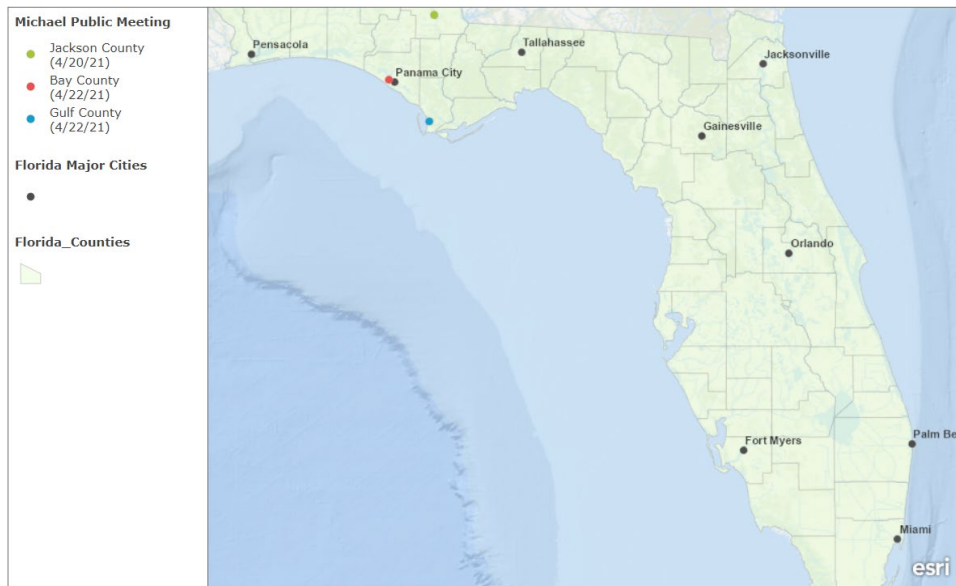 Michael Public Meeting
Jackson County
(4/20/21)
Bay County
(4/22/21)
Gulf County
(4/22/21)
Florida Major Cities
Florida_Counties
Pensacola
Tallahassee
Jacksonville
Panama City
Gainesville
Orlando
Fort Myers
Palm Be
Miami
esri